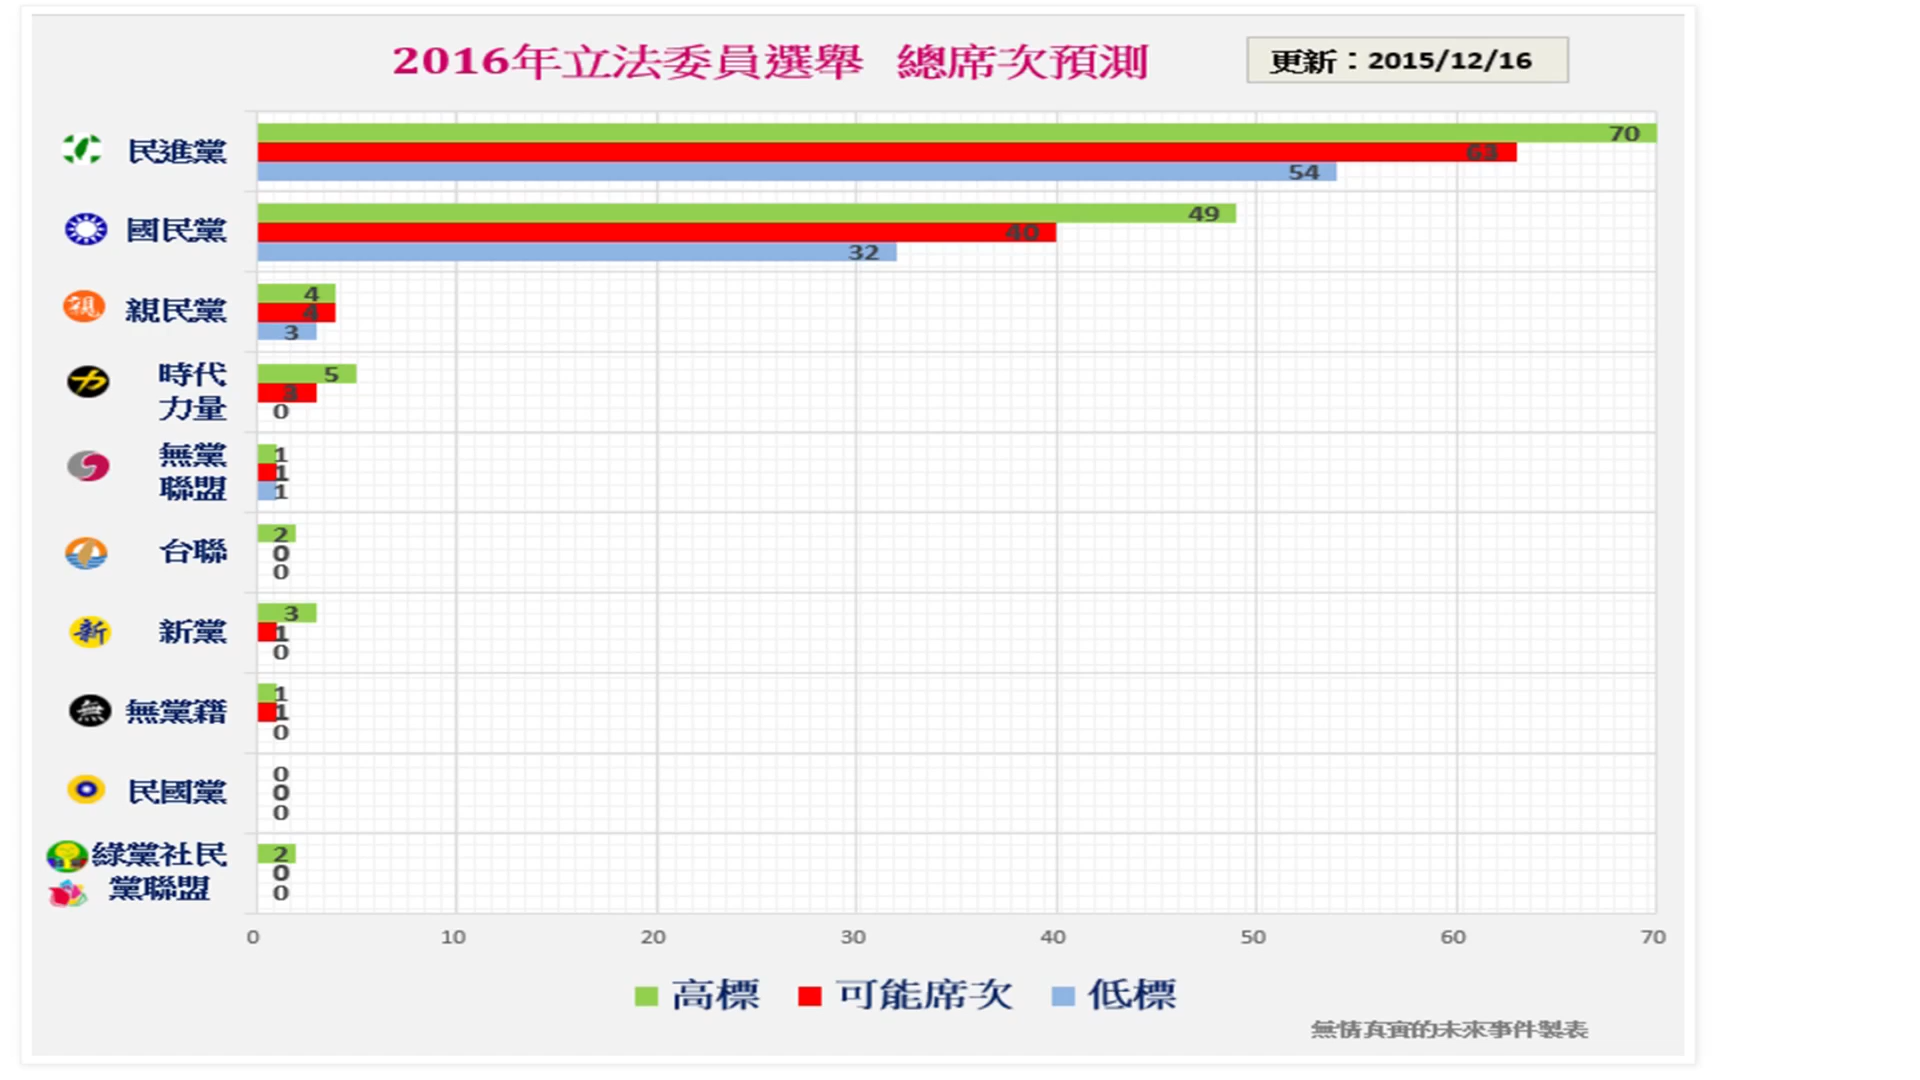 2016年立法委員選舉 總席次預測
更新：2015/12/16
民進黨
70
63
54
國民黨
49
40
32
親民黨
4
4
3
時代
力量
5
3
0
無黨
聯盟
1
1
1
台聯
2
0
0
新黨
3
1
0
無黨籍
1
1
0
民國黨
0
0
0
綠黨社民
黨聯盟
2
0
0
0 10 20 30 40 50 60 70
高標 可能席次 低標
無情真實的未來事件製表
親
力
新
無